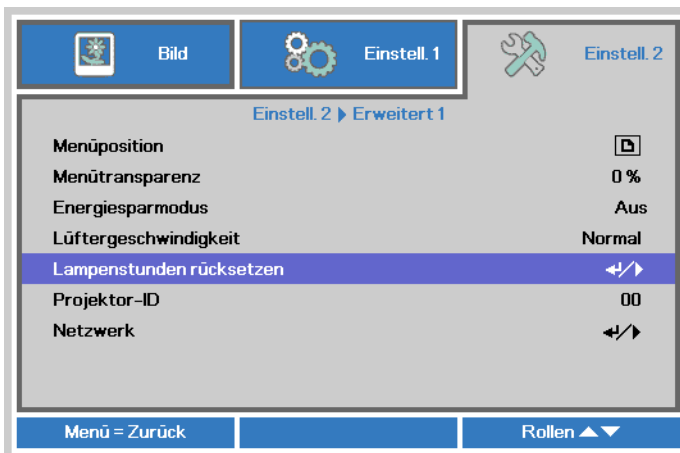 Bild
Einstell. 1
Einstell. 2
Einstell. 2 Erweitert 1
Menüposition
Menütransparenz 0 %
Energiesparmodus Aus
Lüftergeschwindigkeit Normal
Lampenstunden rücksetzen
Projektor-ID 00
Netzwerk
Menü = Zurück Rollen